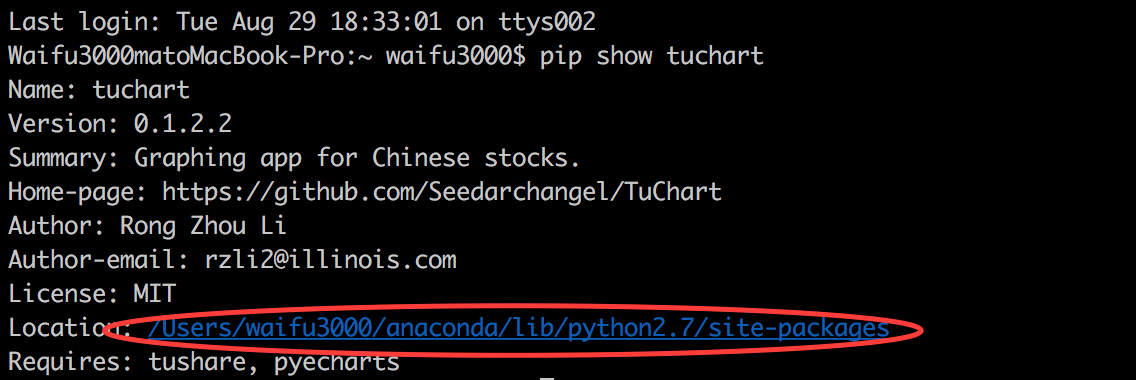 Last login: Tue Aug 29 18:33:01 on ttys002
Waifu3000matoMacBook-Pro:~ waifu3000$ pip show tuchart
Name: tuchart
Version: 0.1.2.2
Summary: Graphing app for Chinese stocks.
Home-page: https://github.com/Seedarchangel/TuChart
Author: Rong Zhou Li
Author-email: rzli2@illinois.com
License: MIT
Location: /Users/waifu3000/anaconda/lib/python2.7/site-packages
Requires: tushare, pyecharts